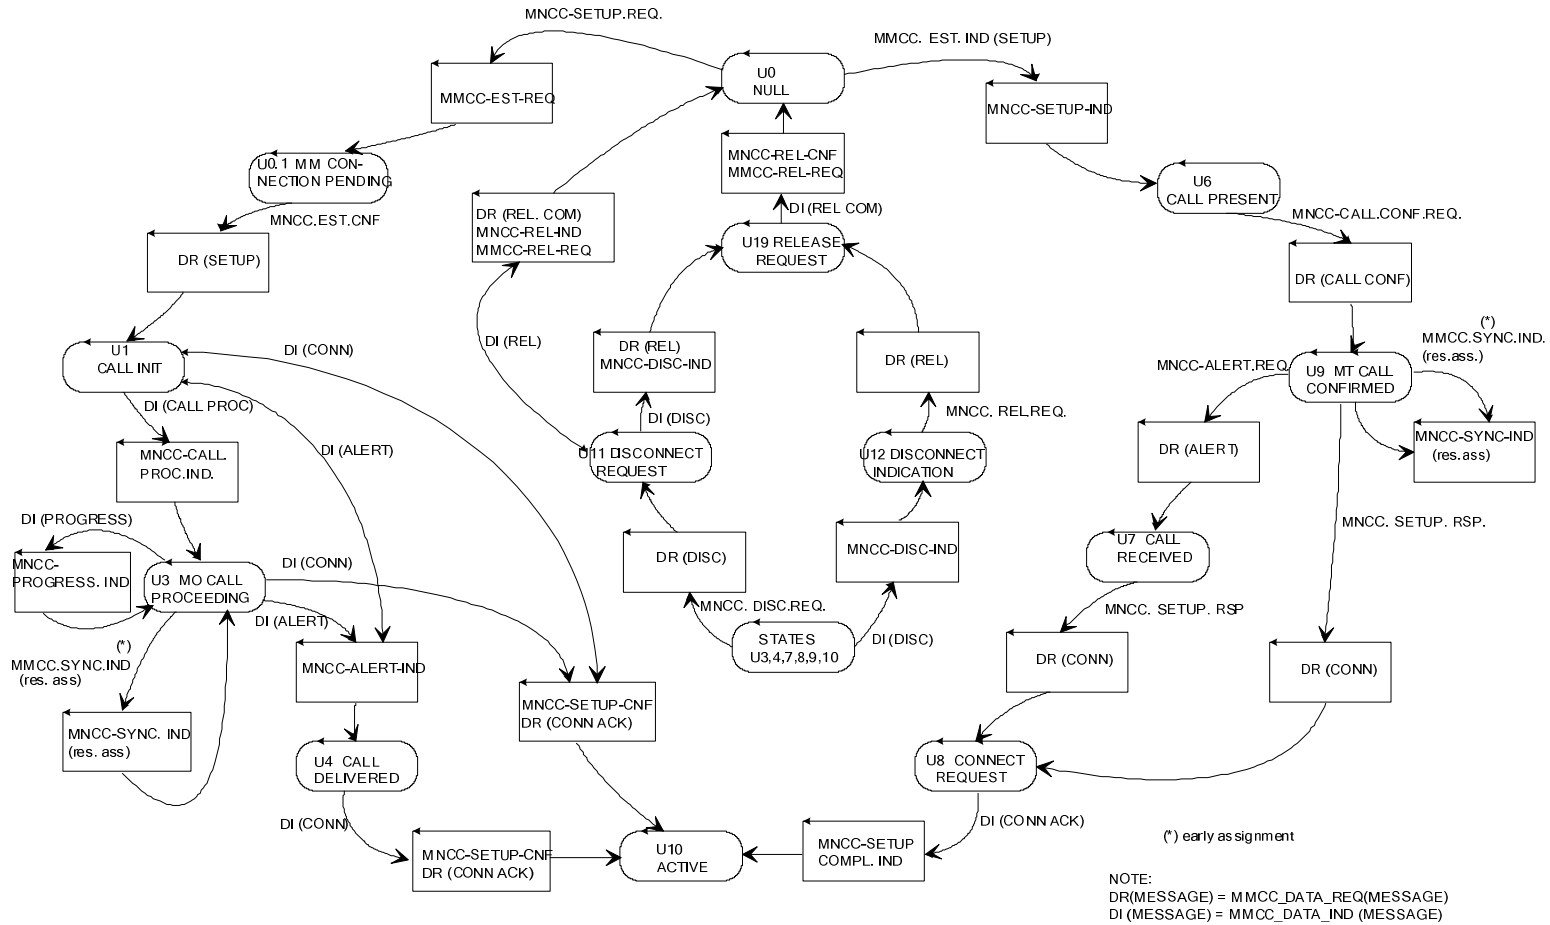 MNCC-SETUP.REQ.
MMCC. EST. IND (SETUP)
U0
NULL
MMCC-EST-REQ
MNCC-SETUP-IND
U0.1 MM CON-
NECTION PENDING
MNCC-REL-CNF
MMCC-REL-REQ
U6
CALL PRESENT
MNCC.EST.CNF
DR (REL. COM)
MNCC-REL-IND
MMCC-REL-REQ
DI (REL COM)
MNCC-CALL.CONF.REQ.
DR (SETUP)
U19 RELEASE
REQUEST
DR (CALL CONF)
U1
CALL INIT
DI (CONN)
DI (REL)
DR (REL)
MNCC-DISC-IND
DR (REL)
(*)
MMCC.SYNC.IND.
(res.ass.)
MNCC-ALERT.REQ
U9 MT CALL
CONFIRMED
DI (CALL PROC)
DI (DISC)
MNCC. REL,REQ.
MNCC-CALL.
PROC.IND.
DI (ALERT)
U11 DISCONNECT
REQUEST
U12 DISCONNECT
INDICATION
DR (ALERT)
MNCC-SYNC-IND
(res.ass)
DI (PROGRESS)
MNCC-
PROGRESS. IND
DI (CONN)
DR (DISC)
MNCC-DISC-IND
U7 CALL
RECEIVED
MNCC. SETUP. RSP.
U3 MO CALL
PROCEEDING
DI (ALERT)
MNCC. DISC.REQ.
STATES
U3,4,7,8,9,10
DI (DISC)
MNCC. SETUP. RSP
(*)
MMCC.SYNC.IND
(res. ass)
MNCC-ALERT-IND
DR (CONN)
DR (CONN)
MNCC-SYNC. IND
(res. ass)
MNCC-SETUP-CNF
DR (CONN ACK)
U4 CALL
DELIVERED
U8 CONNECT
REQUEST
DI (CONN)
DI (CONN ACK)
MNCC-SETUP-CNF
DR (CONN ACK)
U10
ACTIVE
MNCC-SETUP
COMPL. IND
(*) early assignment
NOTE:
DR(MESSAGE) = MMCC_DATA_REQ(MESSAGE)
DI (MESSAGE) = MMCC_DATA_IND (MESSAGE)